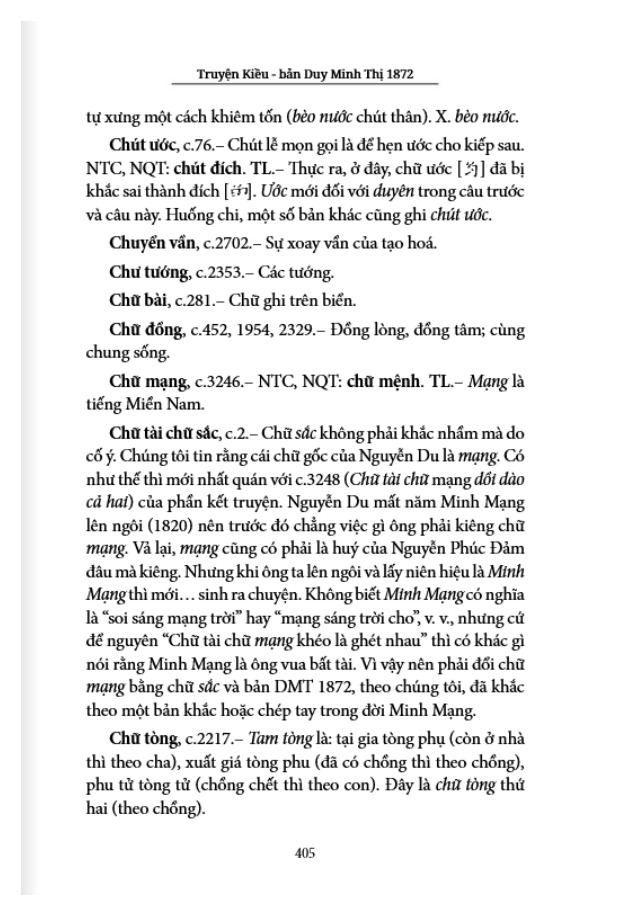 Truyện Kiều - bản Duy Minh Thị 1872
tự xưng một cách khiêm tốn (bèo nước chút thân). X. bèo nước.
Chút ước, c.76.– Chút lễ mọn gọi là để hẹn ước cho kiếp sau.
NTC, NQT: chút đích. TL.– Thực ra, ở đây, chữ ước [ ] đã bị
khắc sai thành đích [ ]. Ước mới đối với duyên trong câu trước
và câu này. Huống chi, một số bản khác cũng ghi chút ước.
Chuyển vần, c.2702.– Sự xoay vần của tạo hoá.
Chư tướng, c.2353.– Các tướng.
Chữ bài, c.281.– Chữ ghi trên biển.
Chữ đồng, c.452, 1954, 2329.– Đồng lòng, đồng tâm; cùng
chung sống.
Chữ mạng, c.3246.– NTC, NQT: chữ mệnh. TL.– Mạng là
tiếng Miền Nam.
Chữ tài chữ sắc, c.2.– Chữ sắc không phải khắc nhầm mà do
cố ý. Chúng tôi tin rằng cái chữ gốc của Nguyễn Du là mạng. Có
như thế thì mới nhất quán với c.3248 (Chữ tài chữ mạng dồi dào
cả hai) của phần kết truyện. Nguyễn Du mất năm Minh Mạng
lên ngôi (1820) nên trước đó chẳng việc gì ông phải kiêng chữ
mạng. Vả lại, mạng cũng có phải là huý của Nguyễn Phúc Đảm
đâu mà kiêng. Nhưng khi ông ta lên ngôi và lấy niên hiệu là Minh
Mạng thì mới… sinh ra chuyện. Không biết Minh Mạng có nghĩa
là “soi sáng mạng trời” hay “mạng sáng trời cho”, v. v., nhưng cứ
để nguyên “Chữ tài chữ mạng khéo là ghét nhau” thì có khác gì
nói rằng Minh Mạng là ông vua bất tài. Vì vậy nên phải đổi chữ
mạng bằng chữ sắc và bản DMT 1872, theo chúng tôi, đã khắc
theo một bản khắc hoặc chép tay trong đời Minh Mạng.
Chữ tòng, c.2217.– Tam tòng là: tại gia tòng phụ (còn ở nhà
thì theo cha), xuất giá tòng phu (đã có chồng thì theo chồng),
phu tử tòng tử (chồng chết thì theo con). Đây là chữ tòng thứ
hai (theo chồng).
405